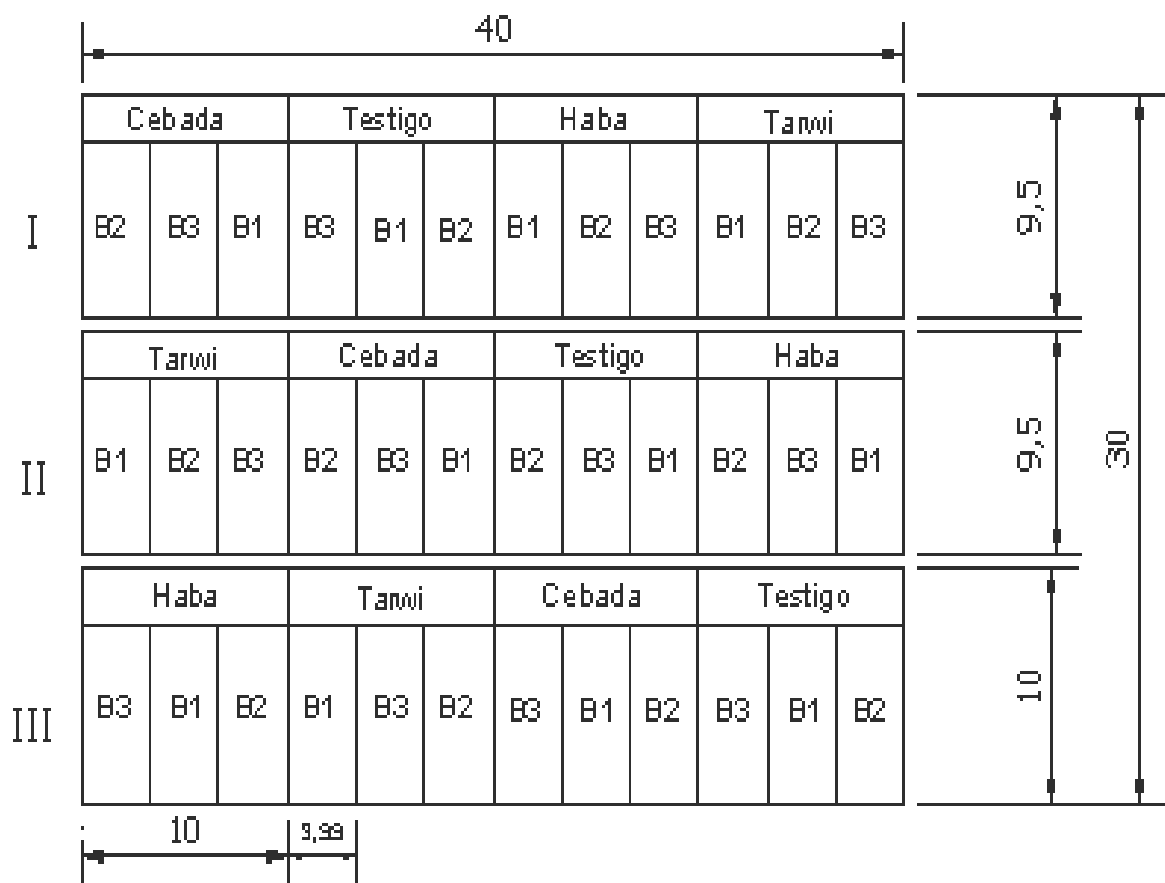 40
Cebada Testigo Haba Tarwi
I B2 B3 B1 B3 B1 B2 B1 B2 B3 B1 B2 B3 9,5
Tarwi Cebada Testigo Haba
II B1 B2 B3 B2 B3 B1 B2 B3 B1 B2 B3 B1 9,5 30
Haba Tarwi Cebada Testigo
III B3 B1 B2 B1 B3 B2 B3 B1 B2 B3 B1 B2 10
10